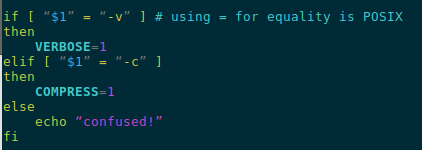 if [ “$1” = “-v” ] # using = for equality is POSIX
then
    VERBOSE=1
elif [ “$1” = “-c” ]
then
    COMPRESS=1
else
    echo “confused!”
fi